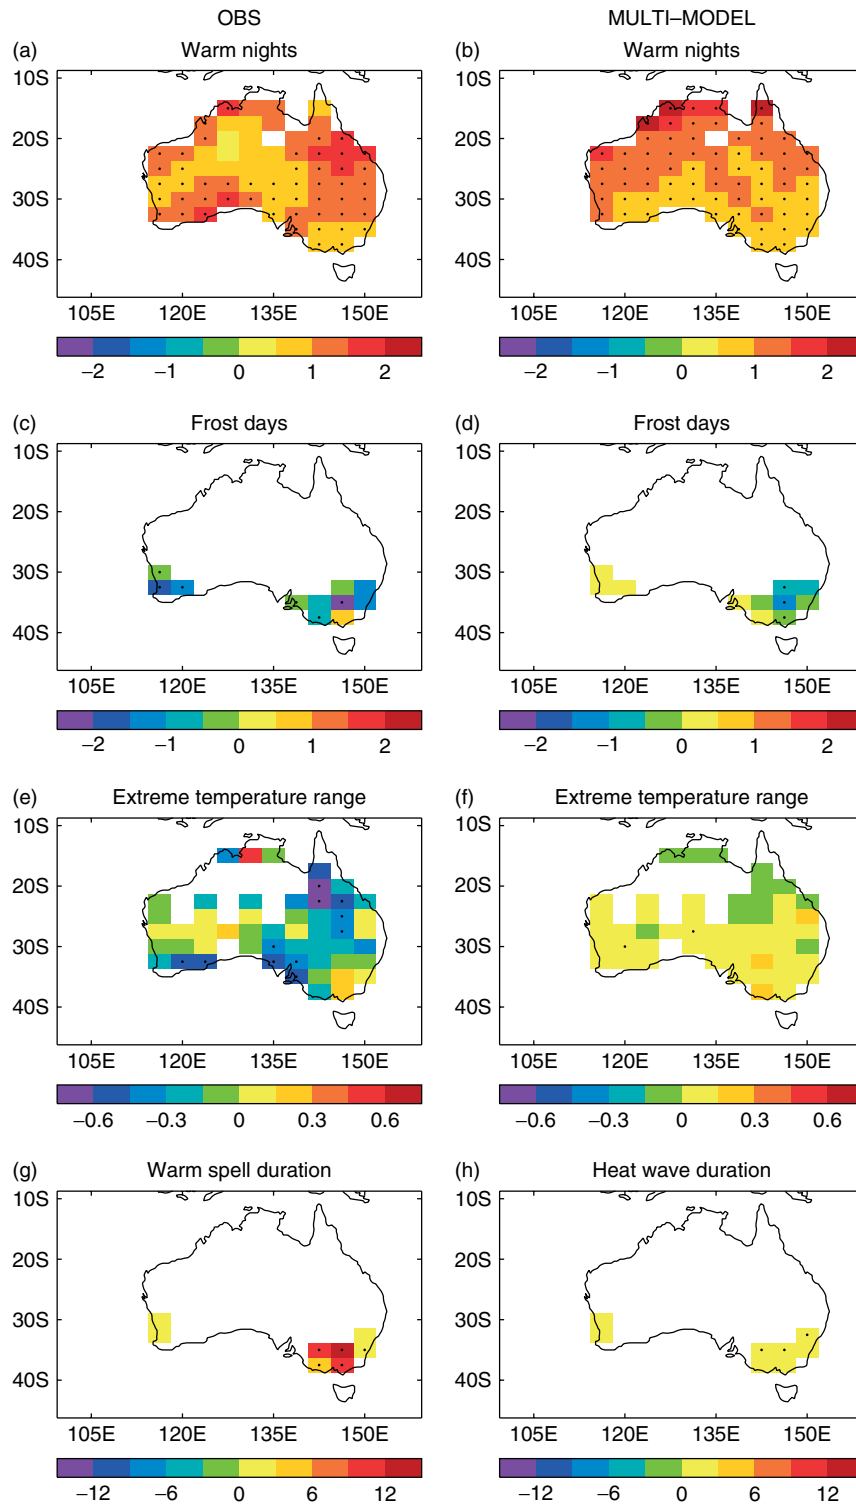 OBS MULTI–MODEL
(a) Warm nights
10S
20S
30S
40S
105E 120E 135E 150E
–2 –1 0 1 2
(b) Warm nights
10S
20S
30S
40S
105E 120E 135E 150E
–2 –1 0 1 2
(c) Frost days
10S
20S
30S
40S
105E 120E 135E 150E
–2 –1 0 1 2
(d) Frost days
10S
20S
30S
40S
105E 120E 135E 150E
–2 –1 0 1 2
(e) Extreme temperature range
10S
20S
30S
40S
105E 120E 135E 150E
–0.6 –0.3 0 0.3 0.6
(f) Extreme temperature range
10S
20S
30S
40S
105E 120E 135E 150E
–0.6 –0.3 0 0.3 0.6
(g) Warm spell duration
10S
20S
30S
40S
105E 120E 135E 150E
–12 –6 0 6 12
(h) Heat wave duration
10S
20S
30S
40S
105E 120E 135E 150E
–12 –6 0 6 12